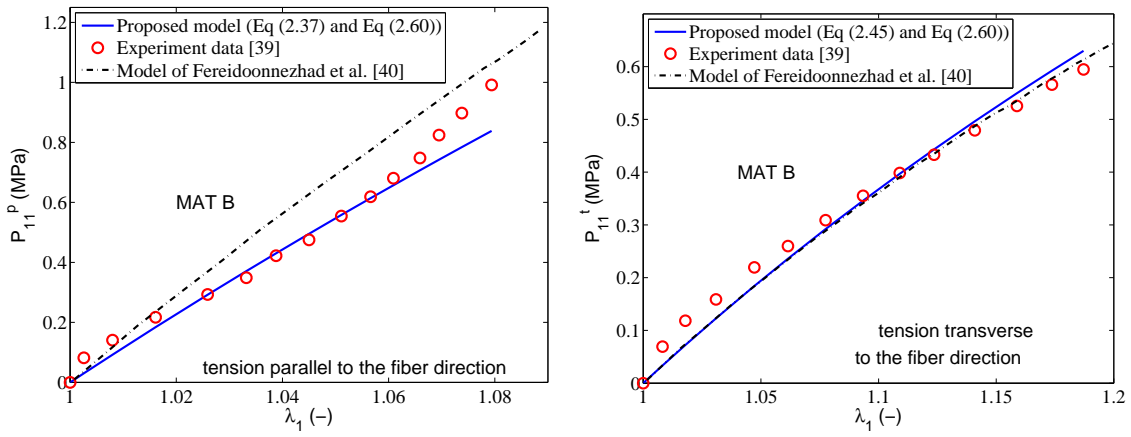 Proposed model (Eq (2.37) and Eq (2.60))
Experiment data [39]
Model of Fereidoonnezhad et al. [40]
1.2
1
0.8
0.6
0.4
0.2
0
P11p (MPa)
MAT B
tension parallel to the fiber direction
1 1.02 1.04 1.06 1.08
λ1 (−)
Proposed model (Eq (2.45) and Eq (2.60))
Experiment data [39]
Model of Fereidoonnezhad et al. [40]
0.6
0.5
0.4
0.3
0.2
0.1
0
P11t (MPa)
MAT B
tension transverse
to the fiber direction
1 1.05 1.1 1.15 1.2
λ1 (−)